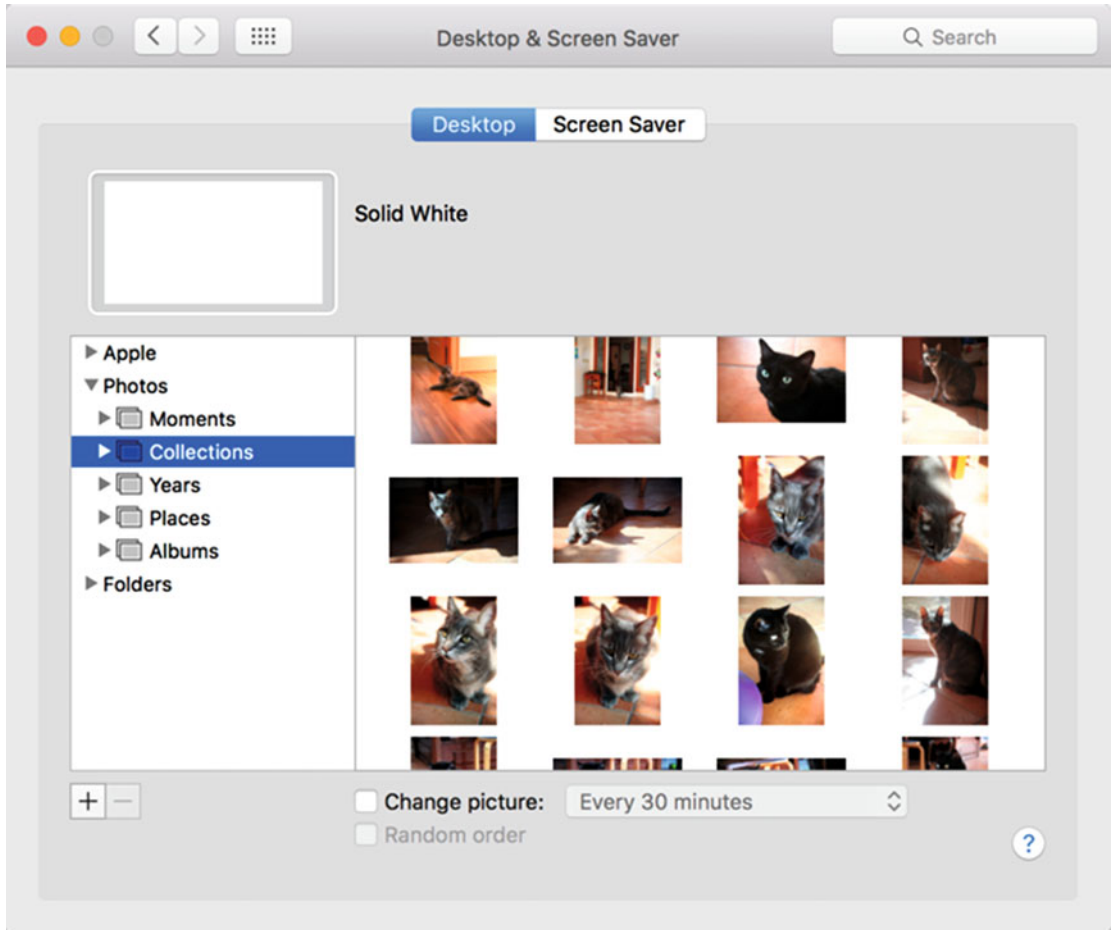 Desktop & Screen Saver
Search
Desktop
Screen Saver
Solid White
Apple
Photos
Moments
Collections
Years
Places
Albums
Folders
+ −
Change picture: Every 30 minutes
Random order
?